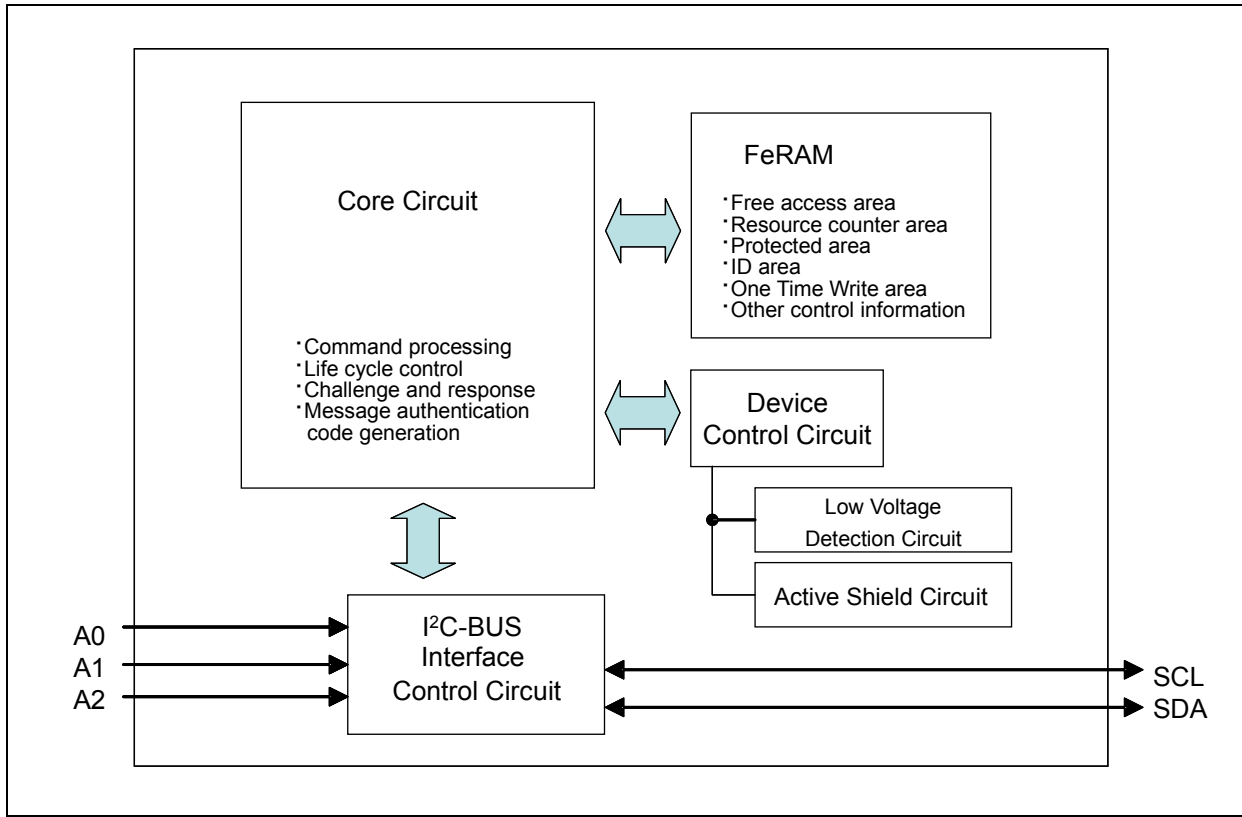 Core Circuit
·Command processing
·Life cycle control
·Challenge and response
·Message authentication
code generation
FeRAM
·Free access area
·Resource counter area
·Protected area
·ID area
·One Time Write area
·Other control information
Device
Control Circuit
Low Voltage
Detection Circuit
Active Shield Circuit
I²C-BUS
Interface
Control Circuit
A0
A1
A2
SCL
SDA